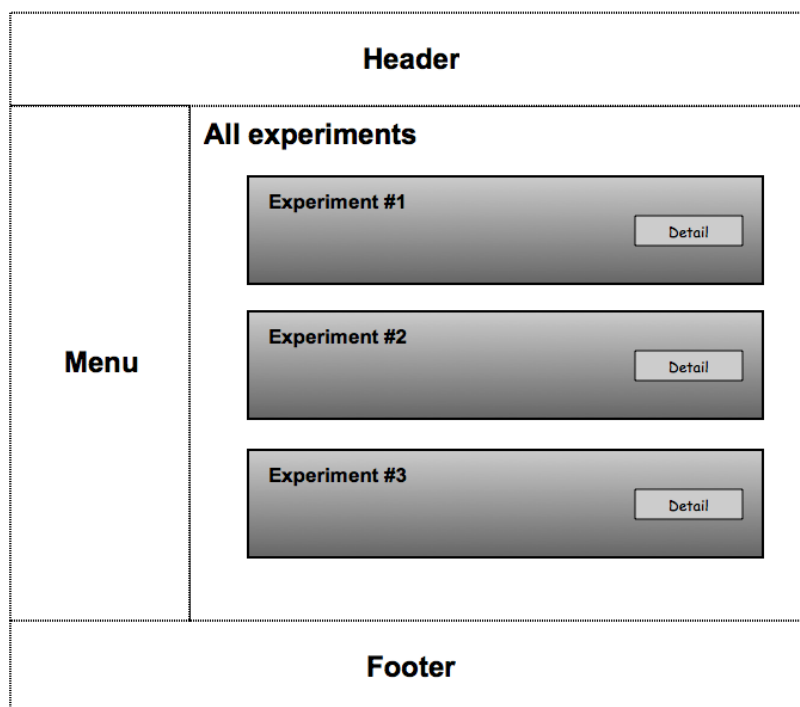 Header
All experiments
Experiment #1
Detail
Experiment #2
Detail
Menu
Experiment #3
Detail
Footer